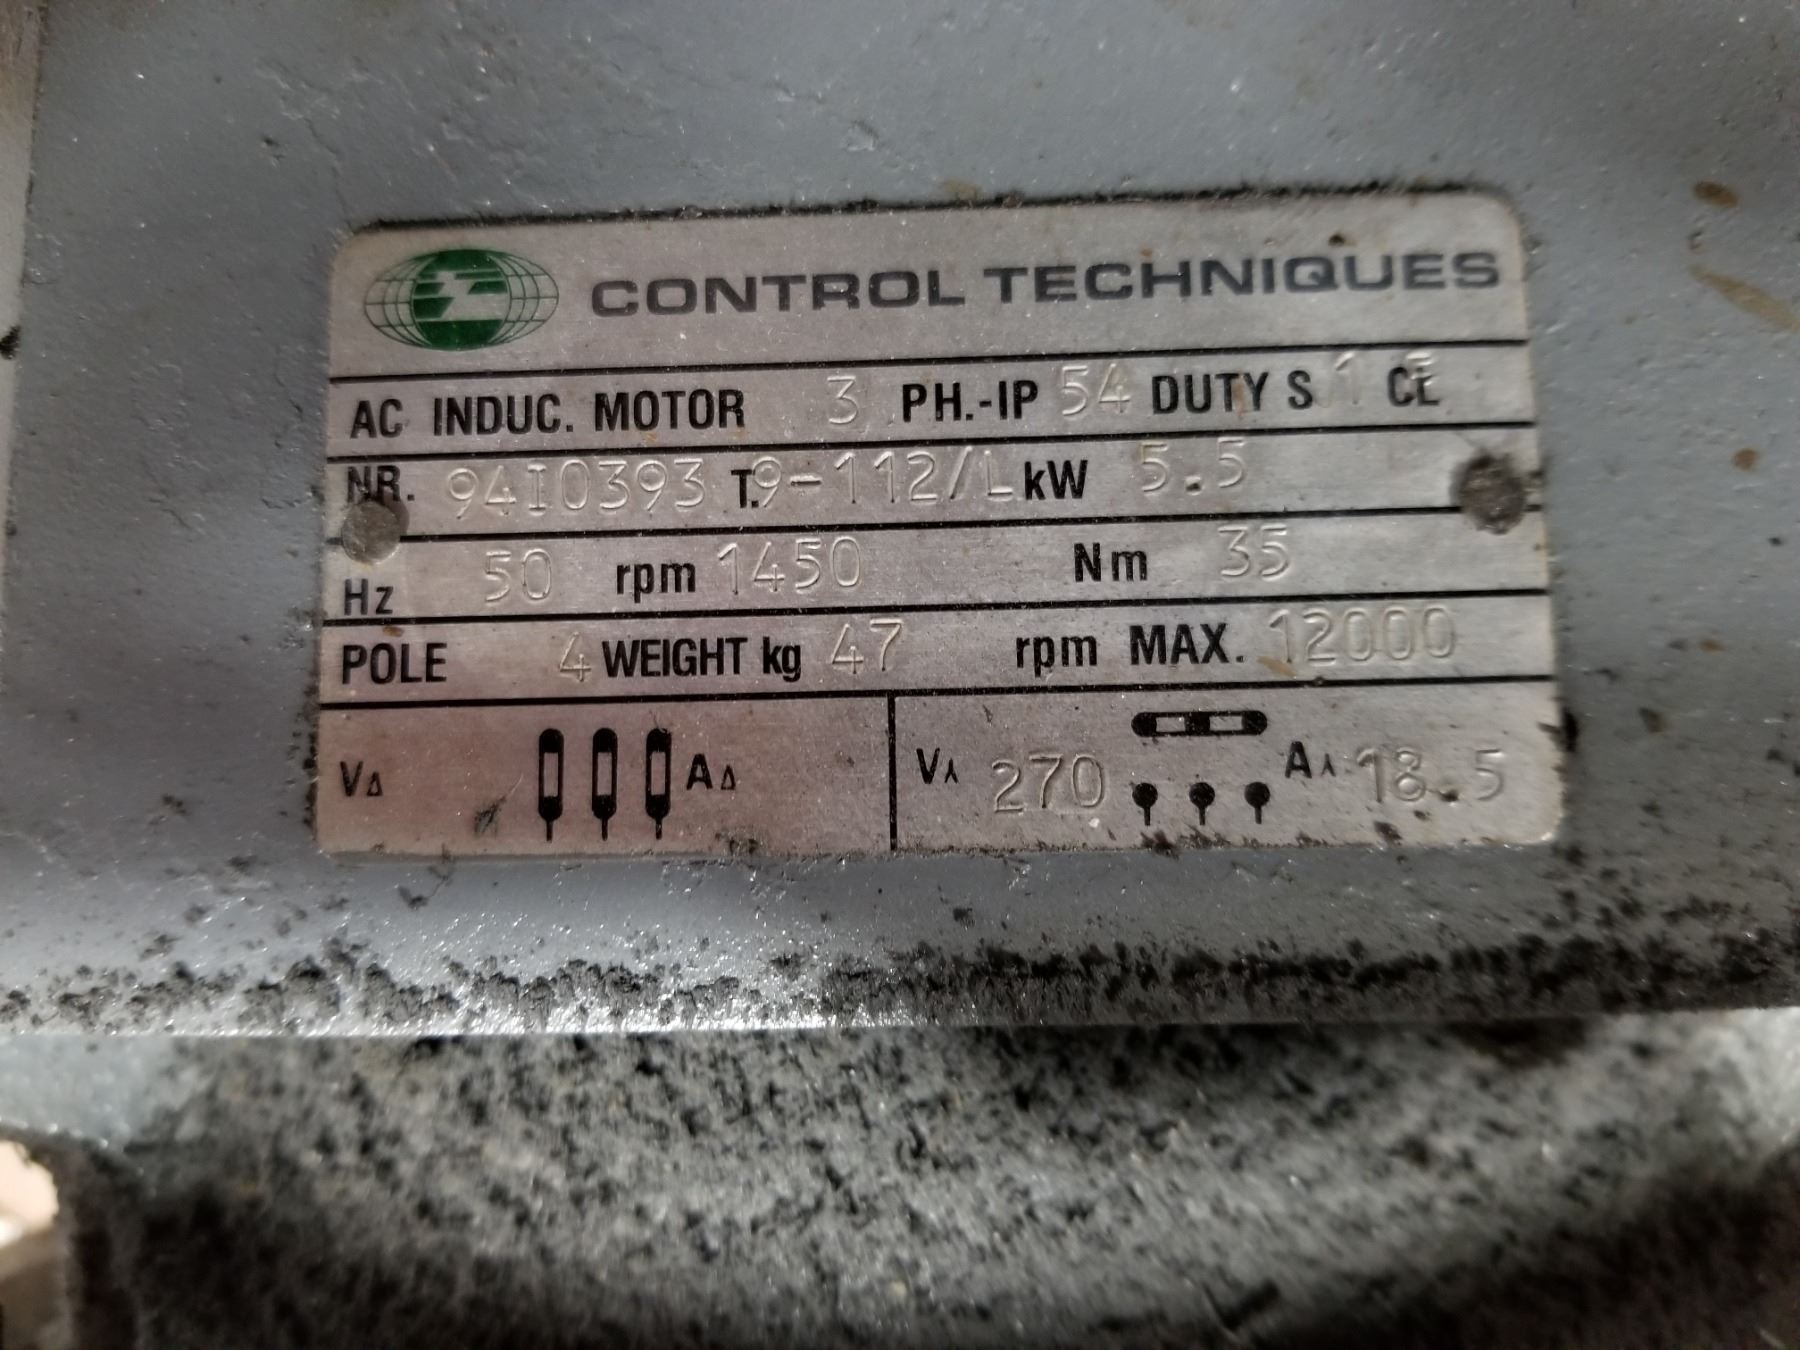 CONTROL TECHNIQUES
AC INDUC. MOTOR 3 PH.-IP 54 DUTY S 1 CE
NR. 94I0393 T.9-112/L kW 5.5
Hz 50 rpm 1450 Nm 35
POLE 4 WEIGHT kg 47 rpm MAX. 12000
VΔ AΔ V⅄ 270 A⅄ 18.5